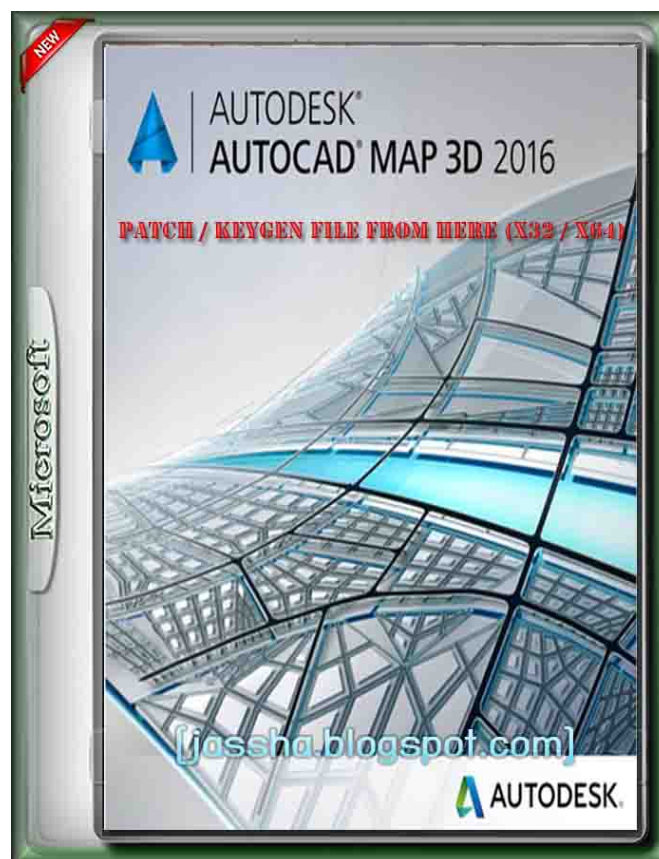 NEW
AUTODESK®
AUTOCAD® MAP 3D 2016
PATCH / KEYGEN FILE FROM HERE (X32 / X64)
Microsoft
[jassha.blogspot.com]
AUTODESK.